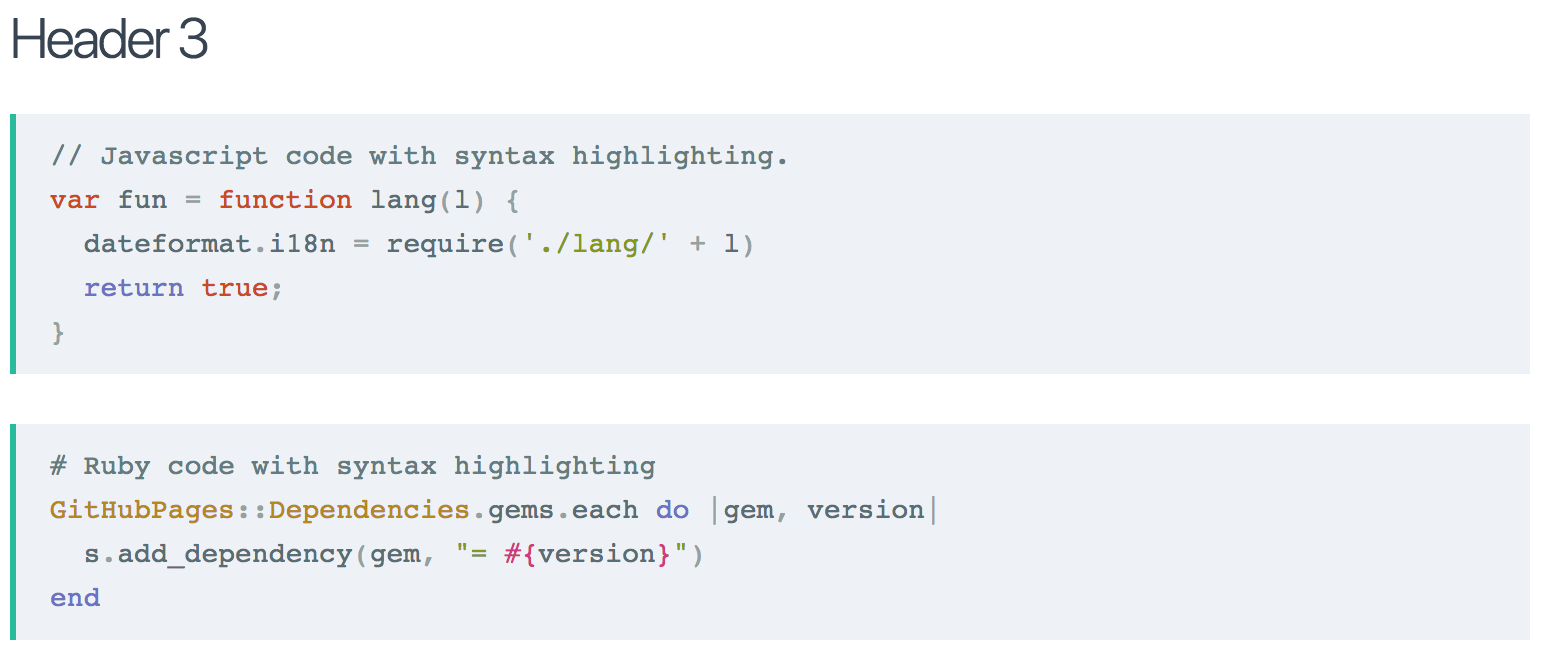 Header 3
// Javascript code with syntax highlighting.
var fun = function lang(l) {
  dateformat.i18n = require('./lang/' + l)
  return true;
}
# Ruby code with syntax highlighting
GitHubPages::Dependencies.gems.each do |gem, version|
  s.add_dependency(gem, "= #{version}")
end